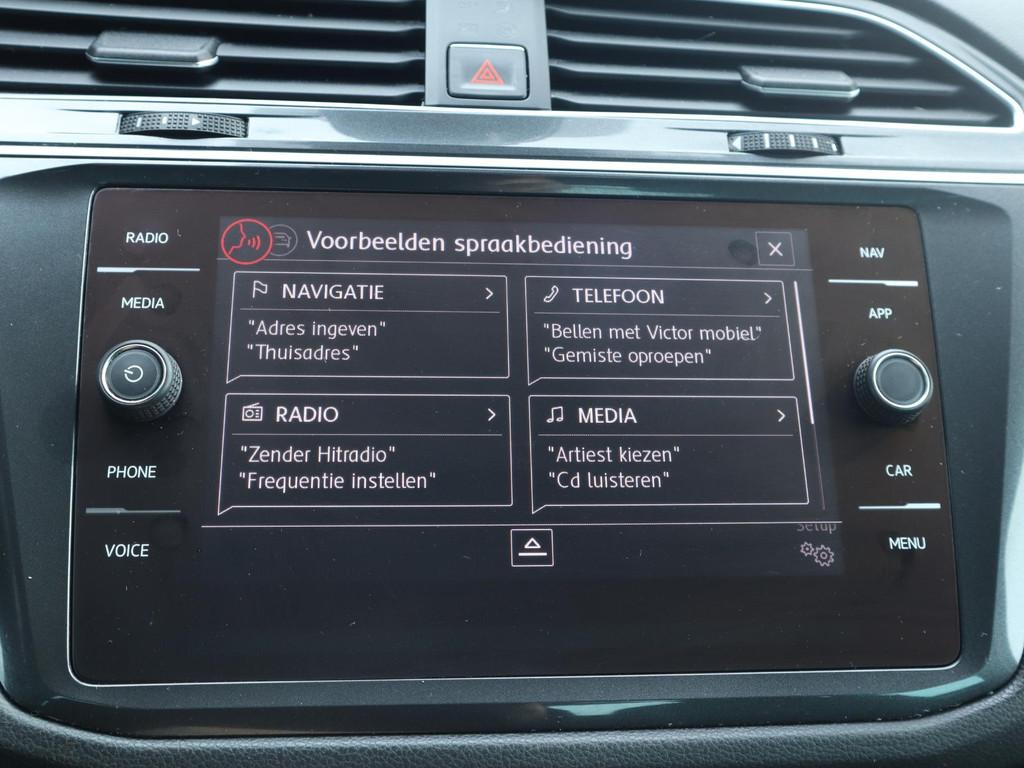 RADIO
MEDIA
PHONE
VOICE
Voorbeelden spraakbediening
NAVIGATIE
"Adres ingeven"
"Thuisadres"
TELEFOON
"Bellen met Victor mobiel"
"Gemiste oproepen"
RADIO
"Zender Hitradio"
"Frequentie instellen"
MEDIA
"Artiest kiezen"
"Cd luisteren"
Setup
NAV
APP
CAR
MENU